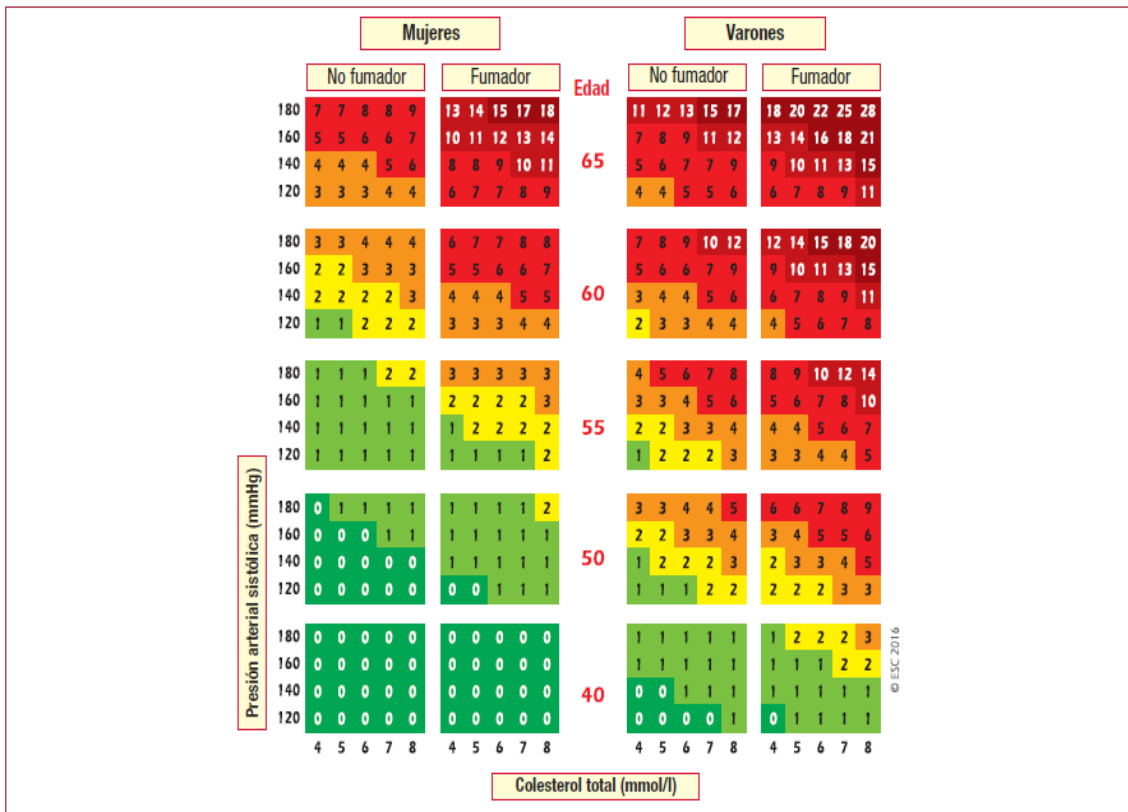 Mujeres Varones
No fumador Fumador Edad No fumador Fumador
180 7 7 8 8 9 13 14 15 17 18 11 12 13 15 17 18 20 22 25 28
160 5 5 6 6 7 10 11 12 13 14 7 8 9 11 12 13 14 16 18 21
65
140 4 4 4 5 6 8 8 9 10 11 5 6 7 7 9 9 10 11 13 15
120 3 3 3 4 4 6 7 7 8 9 4 4 5 5 6 6 7 8 9 11
180 3 3 4 4 4 6 7 7 8 8 7 8 9 10 12 12 14 15 18 20
160 2 2 3 3 3 5 5 6 6 7 5 6 6 7 9 9 10 11 13 15
60
140 2 2 2 2 3 4 4 4 5 5 3 4 4 5 6 6 7 8 9 11
120 1 1 2 2 2 3 3 3 4 4 2 3 3 4 4 4 5 6 7 8
180 1 1 1 2 2 3 3 3 3 3 4 5 6 7 8 8 9 10 12 14
160 1 1 1 1 1 2 2 2 2 3 3 3 4 5 6 5 6 7 8 10
55
140 1 1 1 1 1 1 2 2 2 2 2 2 3 3 4 4 4 5 6 7
120 1 1 1 1 1 1 1 1 1 2 1 2 2 2 3 3 3 4 4 5
180 0 1 1 1 1 1 1 1 1 2 3 3 4 4 5 6 6 7 8 9
160 0 0 0 1 1 1 1 1 1 1 2 2 3 3 4 3 4 5 5 6
50
140 0 0 0 0 0 1 1 1 1 1 1 2 2 2 3 2 3 3 4 5
120 0 0 0 0 0 0 0 1 1 1 1 1 1 2 2 2 2 2 3 3
180 0 0 0 0 0 0 0 0 0 0 1 1 1 1 1 1 2 2 2 3
160 0 0 0 0 0 0 0 0 0 0 1 1 1 1 1 1 1 1 2 2
40
140 0 0 0 0 0 0 0 0 0 0 0 0 1 1 1 1 1 1 1 1
120 0 0 0 0 0 0 0 0 0 0 0 0 0 0 1 0 1 1 1 1
4 5 6 7 8 4 5 6 7 8 4 5 6 7 8 4 5 6 7 8
Presión arterial sistólica (mmHg)
Colesterol total (mmol/l)
© ESC 2016